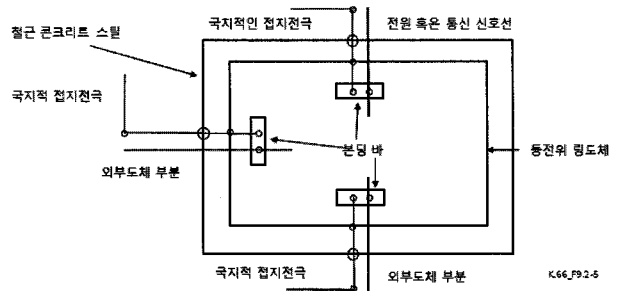 국지적인 접지전극
전원 혹은 통신 신호선
철근 콘크리트 스틸
국지적 접지전극
본딩 바
등전위 링도체
외부도체 부분
국지적 접지전극
외부도체 부분
K.66_F9.2-5